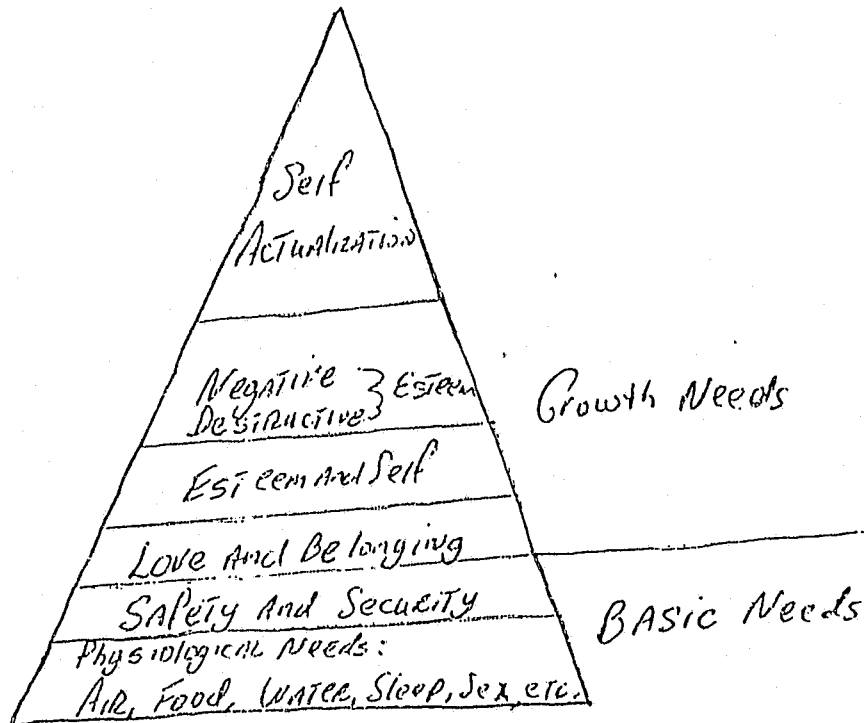 Self
Actualization
Negative } Esteem
Destructive
Growth Needs
Esteem And Self
Love And Belonging
Safety And Security
Basic Needs
Physiological Needs:
Air, Food, Water, Sleep, Sex, etc.